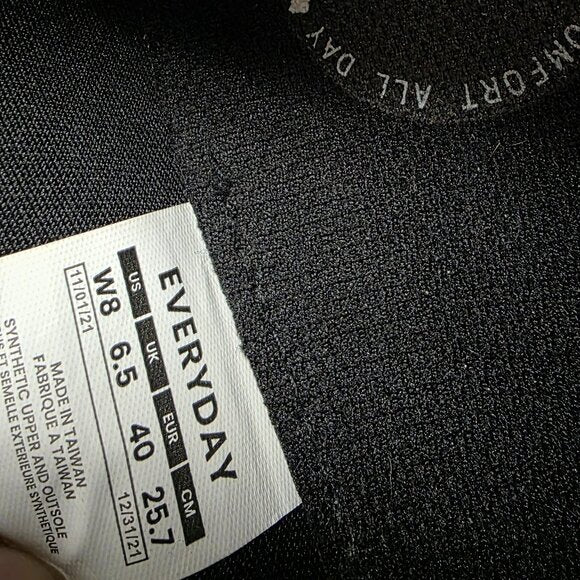 COMFORT ALL DAY
EVERYDAY
US UK EUR CM
W8 6.5 40 25.7
11/01/21 12/31/21
MADE IN TAIWAN
FABRIQUE A TAIWAN
SYNTHETIC UPPER AND OUTSOLE
ET SEMELLE EXTERIEURE SYNTHETIQUE